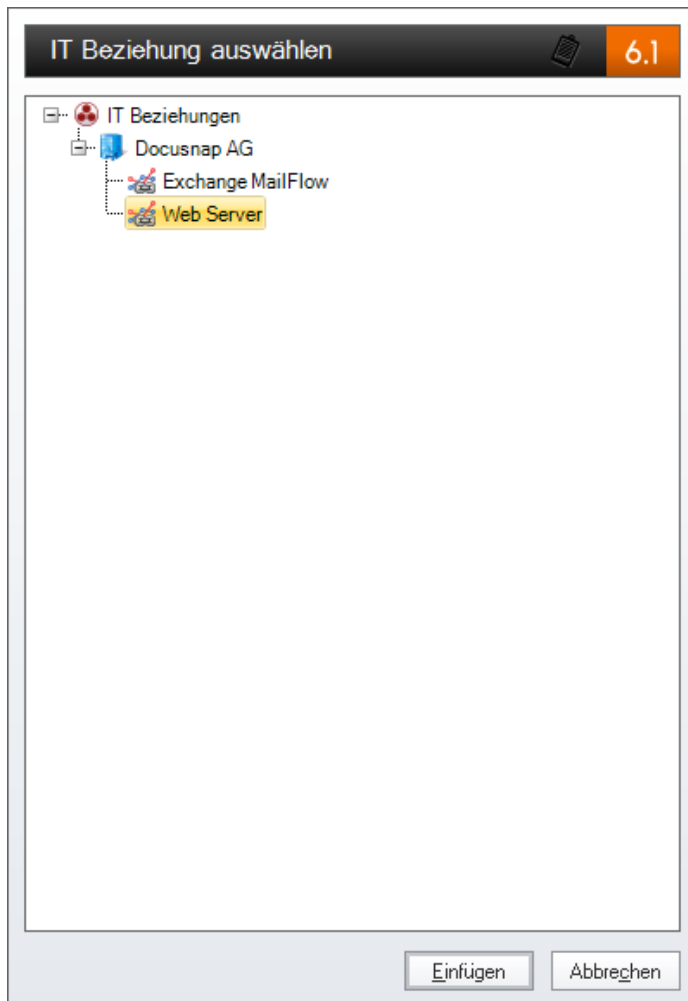 IT Beziehung auswählen 6.1
IT Beziehungen
Docusnap AG
Exchange MailFlow
Web Server
Einfügen Abbrechen